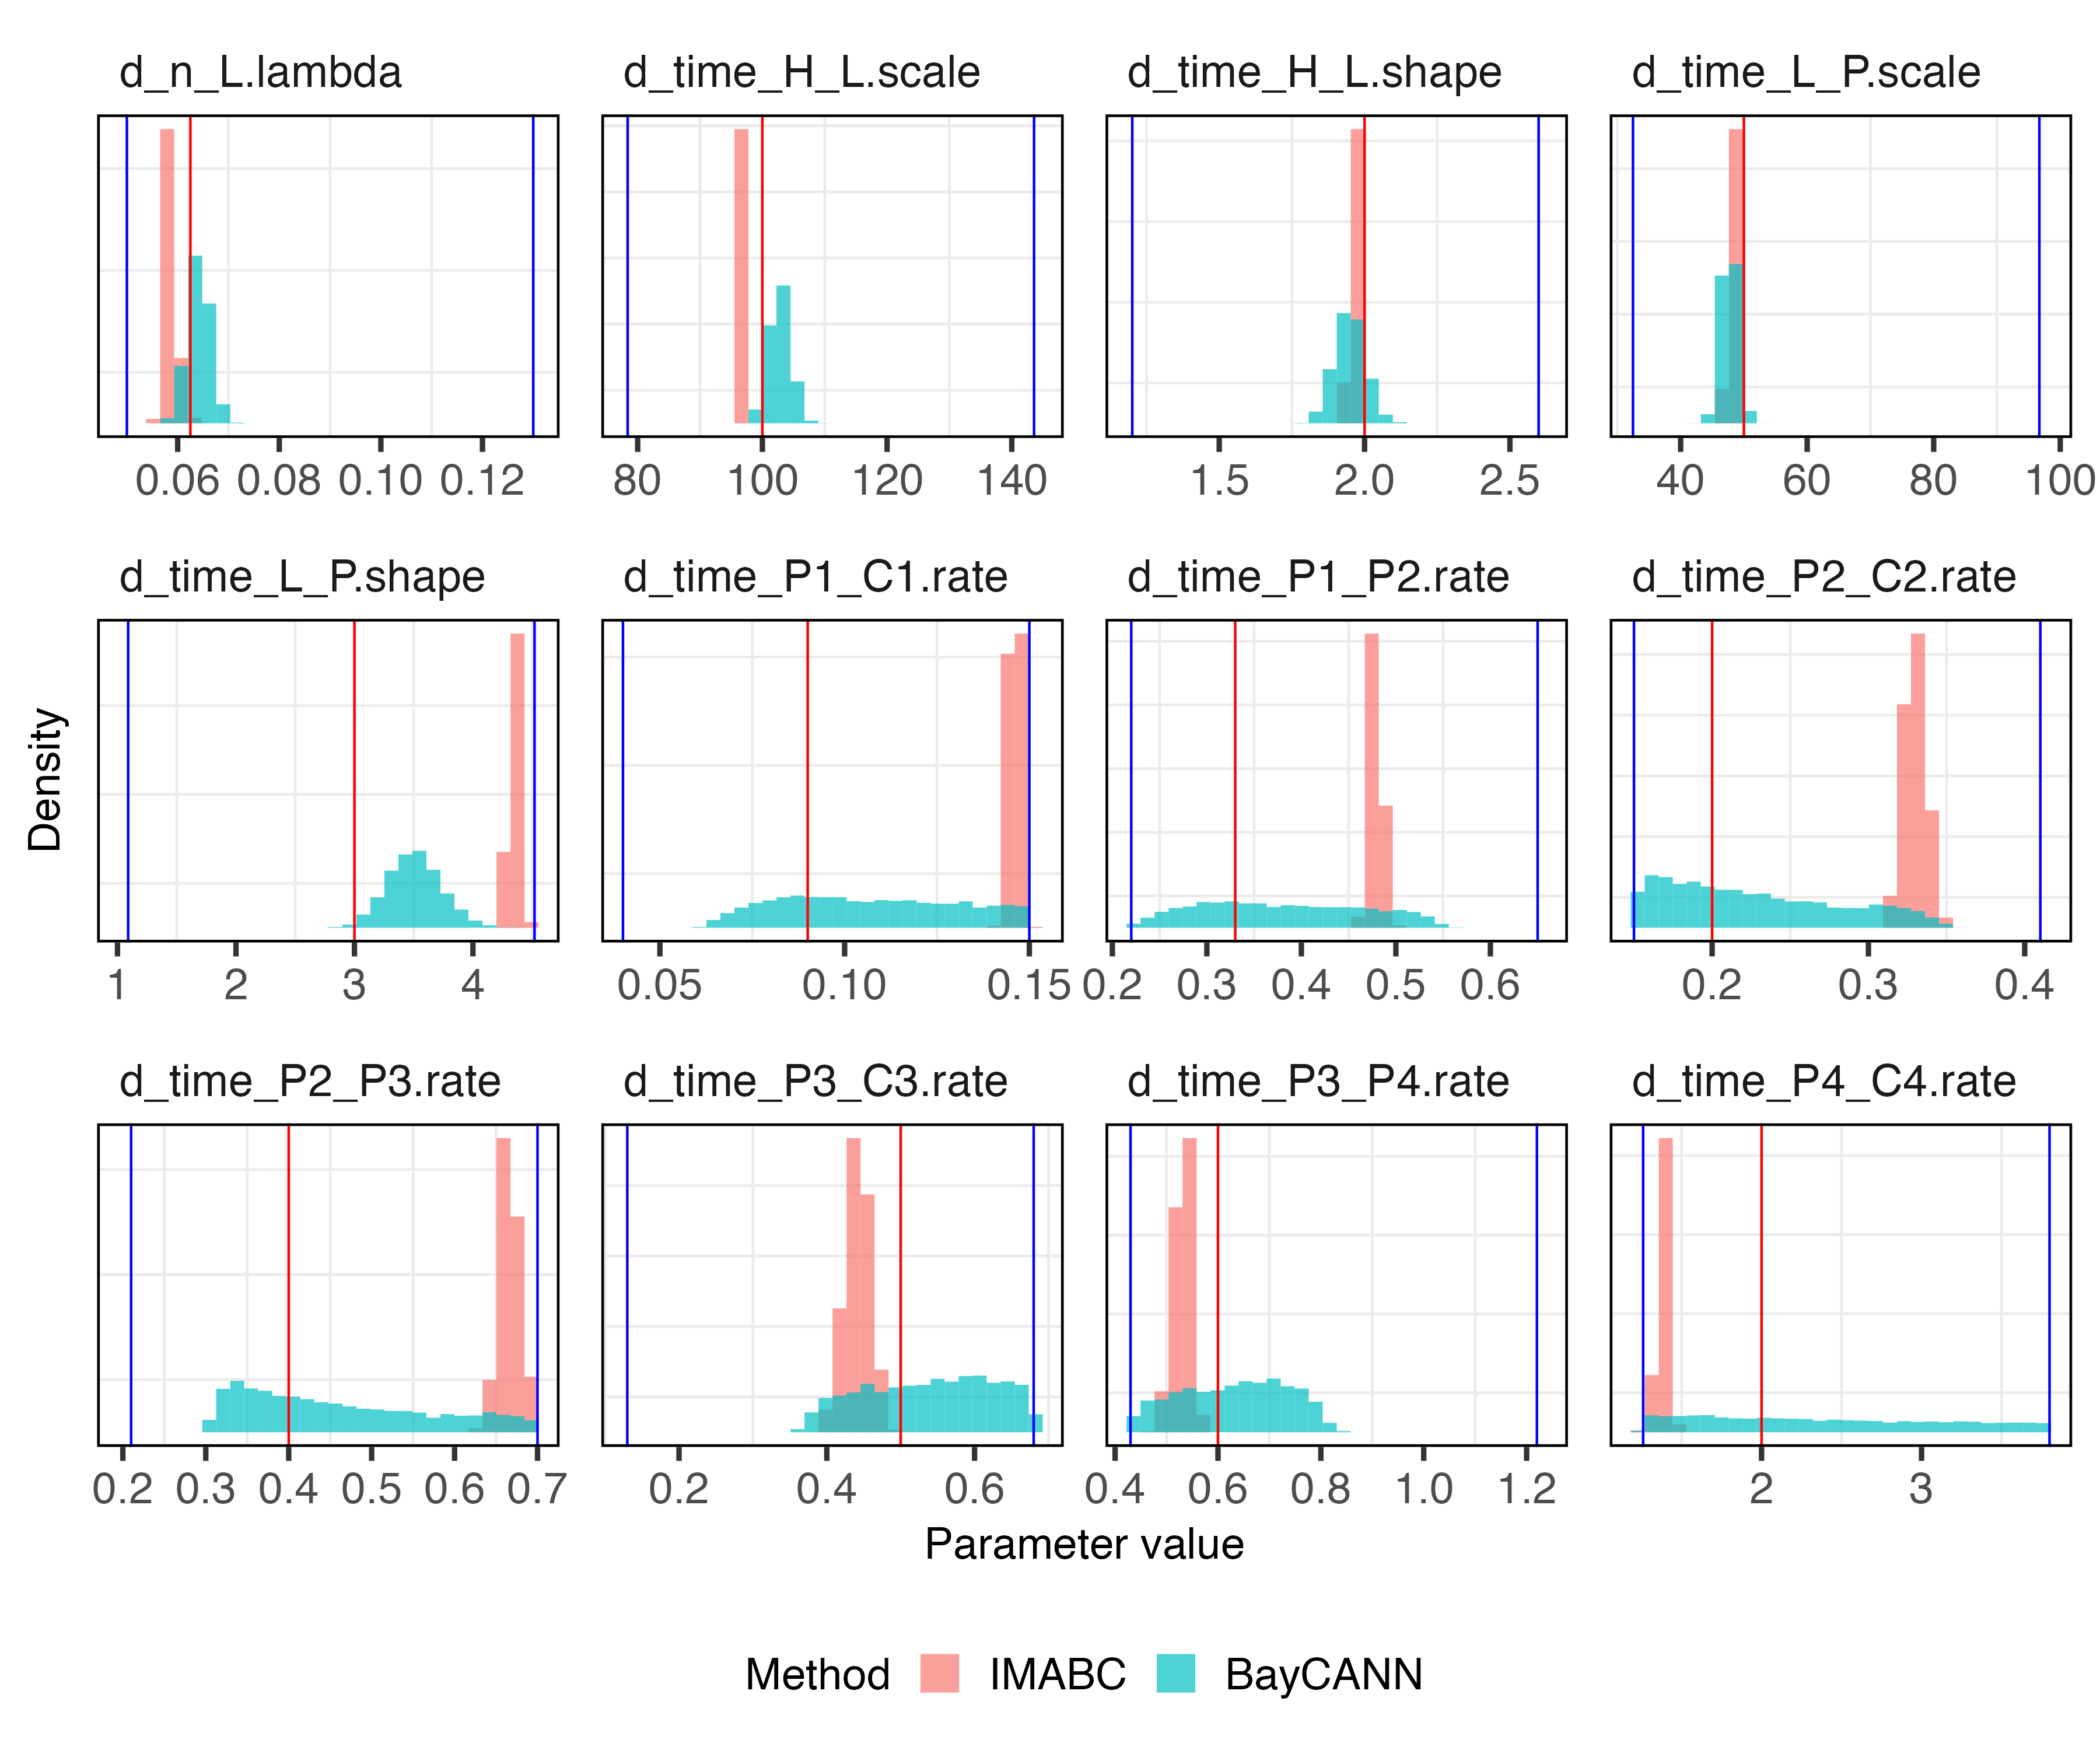 d_n_L.lambda d_time_H_L.scale d_time_H_L.shape d_time_L_P.scale
0.06 0.08 0.10 0.12 80 100 120 140 1.5 2.0 2.5 40 60 80 100
d_time_L_P.shape d_time_P1_C1.rate d_time_P1_P2.rate d_time_P2_C2.rate
Density
1 2 3 4 0.05 0.10 0.15 0.2 0.3 0.4 0.5 0.6 0.2 0.3 0.4
d_time_P2_P3.rate d_time_P3_C3.rate d_time_P3_P4.rate d_time_P4_C4.rate
0.2 0.3 0.4 0.5 0.6 0.7 0.2 0.4 0.6 0.4 0.6 0.8 1.0 1.2 2 3
Parameter value
Method IMABC BayCANN